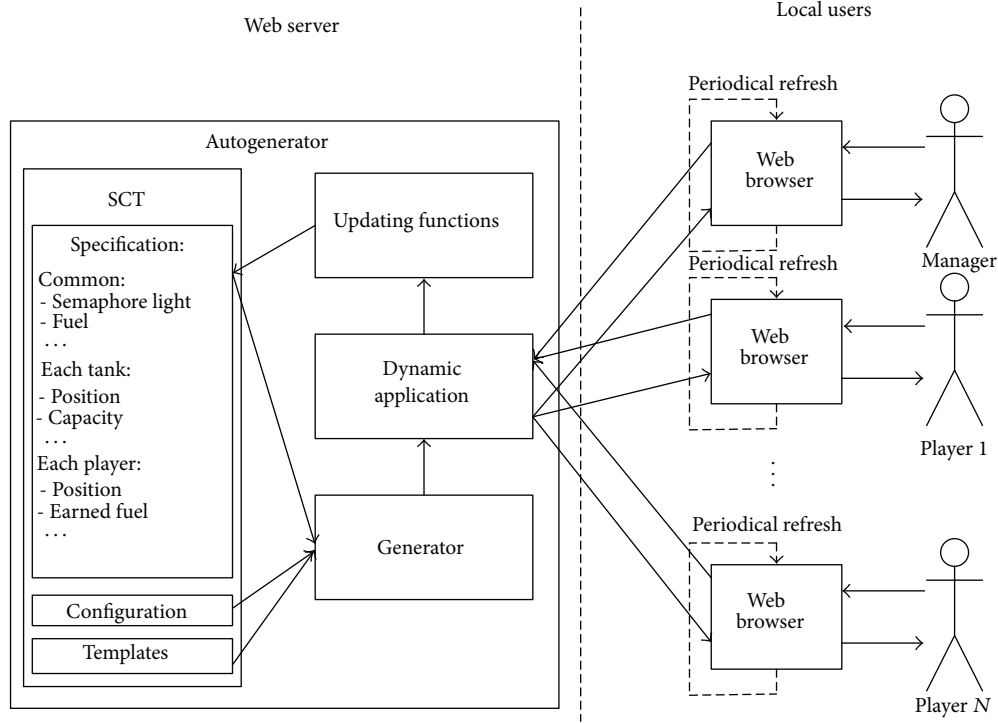 Web server
Local users
Autogenerator
SCT
Specification:
Common:
- Semaphore light
- Fuel
...
Each tank:
- Position
- Capacity
...
Each player:
- Position
- Earned fuel
...
Configuration
Templates
Updating functions
Dynamic
application
Generator
Periodical refresh
Web
browser
Manager
Periodical refresh
Web
browser
Player 1
...
Periodical refresh
Web
browser
Player N